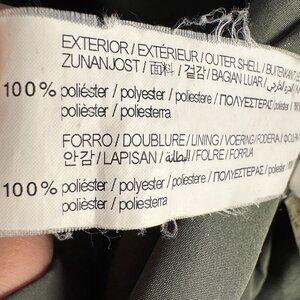 EXTERIOR / EXTÉRIEUR / OUTER SHELL /
ZUNANJOST / 面料 / 겉감 / BAGIAN LUAR /
100% poliéster / polyester / poliestere / ΠΟΛΥΕΣΤΕΡΑΣ /
polièster / poliesterra
FORRO / DOUBLURE / LINING / VOERING / FODERA /
안감 / LAPISAN / البطانة / FOLRE / FORRUA
100% poliéster / polyester / poliestere / ΠΟΛΥΕΣΤΕΡΑΣ /
polièster / poliesterra